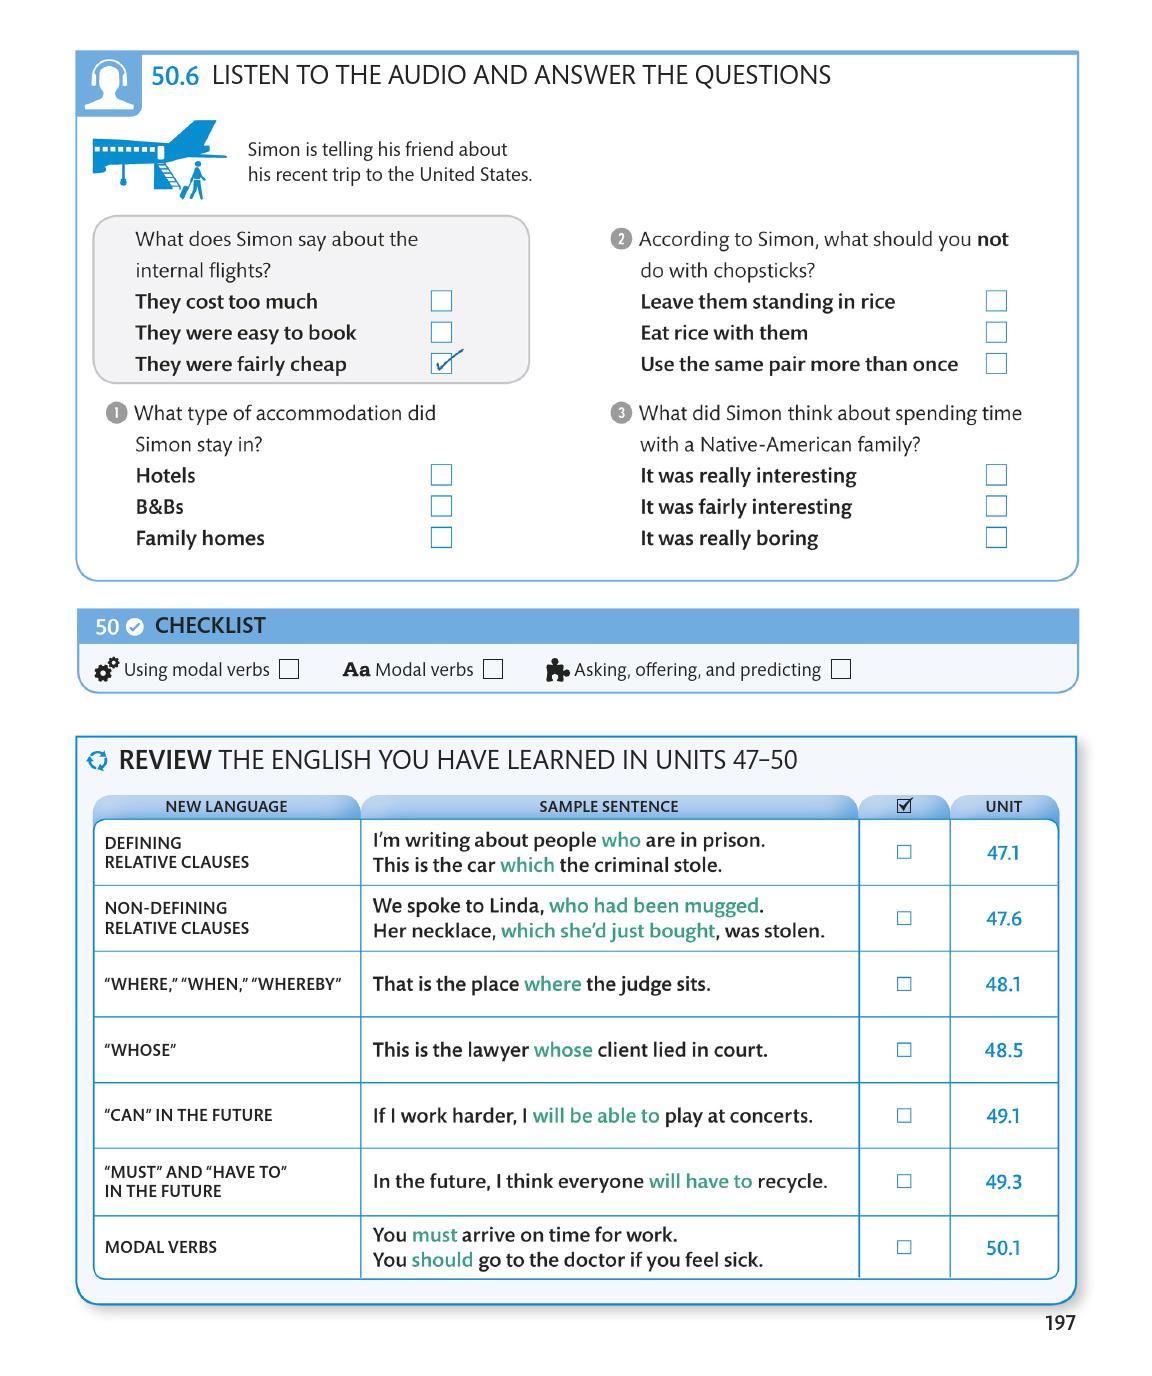 50.6 LISTEN TO THE AUDIO AND ANSWER THE QUESTIONS
Simon is telling his friend about
his recent trip to the United States.
What does Simon say about the
internal flights?
They cost too much
They were easy to book
They were fairly cheap
1 What type of accommodation did
Simon stay in?
Hotels
B&Bs
Family homes
2 According to Simon, what should you not
do with chopsticks?
Leave them standing in rice
Eat rice with them
Use the same pair more than once
3 What did Simon think about spending time
with a Native-American family?
It was really interesting
It was fairly interesting
It was really boring
50 CHECKLIST
Using modal verbs Aa Modal verbs Asking, offering, and predicting
REVIEW THE ENGLISH YOU HAVE LEARNED IN UNITS 47–50
NEW LANGUAGE SAMPLE SENTENCE UNIT
DEFINING
RELATIVE CLAUSES
I'm writing about people who are in prison.
This is the car which the criminal stole.
47.1
NON-DEFINING
RELATIVE CLAUSES
We spoke to Linda, who had been mugged.
Her necklace, which she'd just bought, was stolen.
47.6
“WHERE,” “WHEN,” “WHEREBY” That is the place where the judge sits. 48.1
“WHOSE” This is the lawyer whose client lied in court. 48.5
“CAN” IN THE FUTURE If I work harder, I will be able to play at concerts. 49.1
“MUST” AND “HAVE TO”
IN THE FUTURE
In the future, I think everyone will have to recycle. 49.3
MODAL VERBS
You must arrive on time for work.
You should go to the doctor if you feel sick.
50.1
197